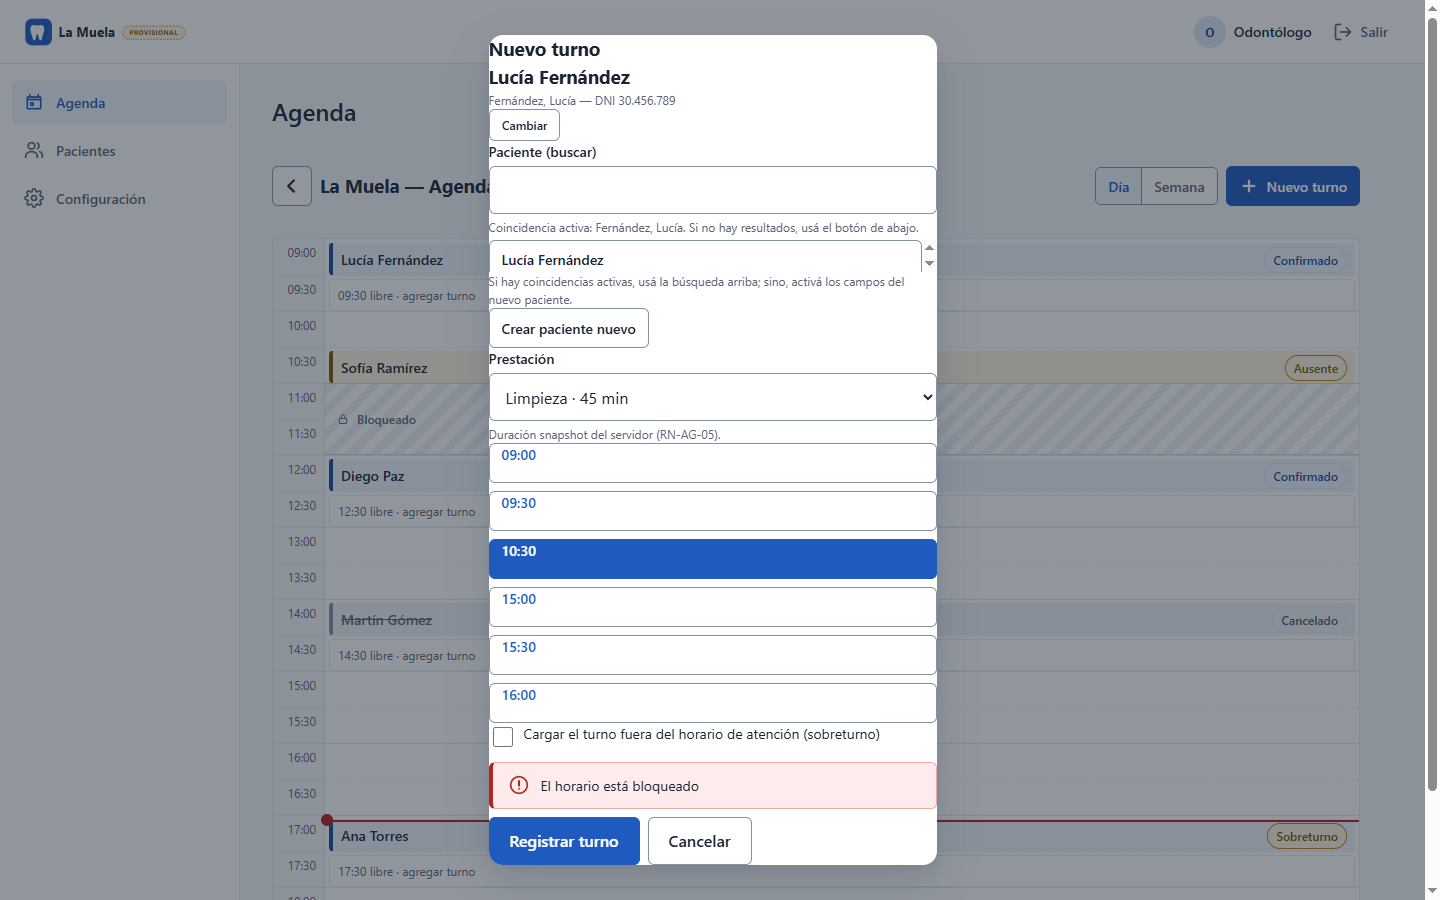 La Muela PROVISIONAL
O Odontólogo Salir
Agenda
Pacientes
Configuración
Agenda
La Muela — Agenda
Día Semana Nuevo turno
09:00 Lucía Fernández Confirmado
09:30 09:30 libre · agregar turno
10:00
10:30 Sofía Ramírez Ausente
11:00
Bloqueado
11:30
12:00 Diego Paz Confirmado
12:30 12:30 libre · agregar turno
13:00
13:30
14:00 Martín Gómez Cancelado
14:30 14:30 libre · agregar turno
15:00
15:30
16:00
16:30
17:00 Ana Torres Sobreturno
17:30 17:30 libre · agregar turno
Nuevo turno
Lucía Fernández
Fernández, Lucía — DNI 30.456.789
Cambiar
Paciente (buscar)
Coincidencia activa: Fernández, Lucía. Si no hay resultados, usá el botón de abajo.
Lucía Fernández
Si hay coincidencias activas, usá la búsqueda arriba; sino, activá los campos del
nuevo paciente.
Crear paciente nuevo
Prestación
Limpieza · 45 min
Duración snapshot del servidor (RN-AG-05).
09:00
09:30
10:30
15:00
15:30
16:00
Cargar el turno fuera del horario de atención (sobreturno)
El horario está bloqueado
Registrar turno Cancelar